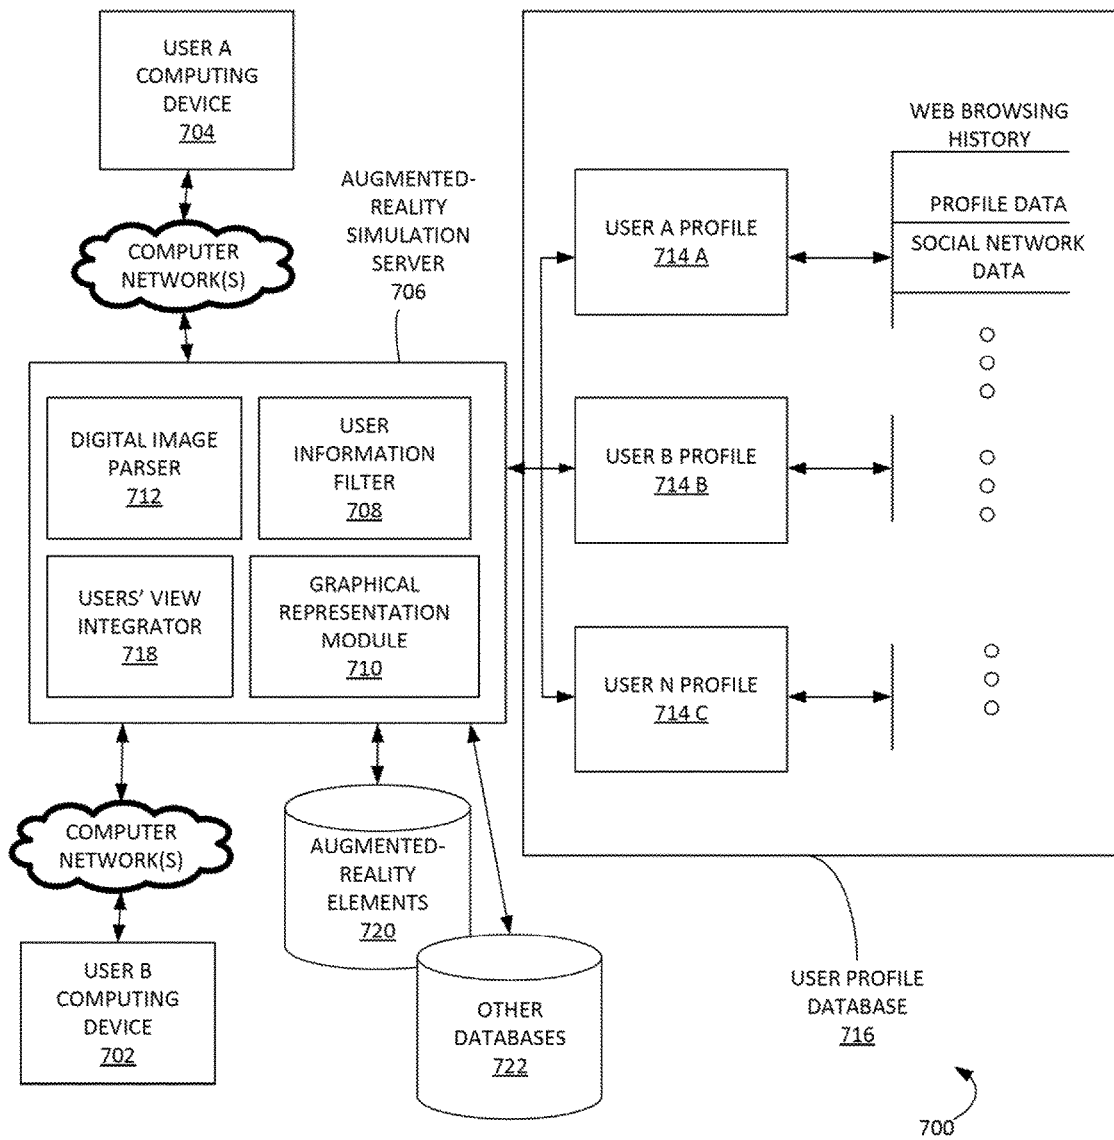 USER A
COMPUTING
DEVICE
704
COMPUTER
NETWORK(S)
AUGMENTED-
REALITY
SIMULATION
SERVER
706
DIGITAL IMAGE
PARSER
712
USER
INFORMATION
FILTER
708
USERS' VIEW
INTEGRATOR
718
GRAPHICAL
REPRESENTATION
MODULE
710
COMPUTER
NETWORK(S)
USER B
COMPUTING
DEVICE
702
AUGMENTED-
REALITY
ELEMENTS
720
OTHER
DATABASES
722
USER A PROFILE
714 A
WEB BROWSING
HISTORY
PROFILE DATA
SOCIAL NETWORK
DATA
USER B PROFILE
714 B
USER N PROFILE
714 C
USER PROFILE
DATABASE
716
700